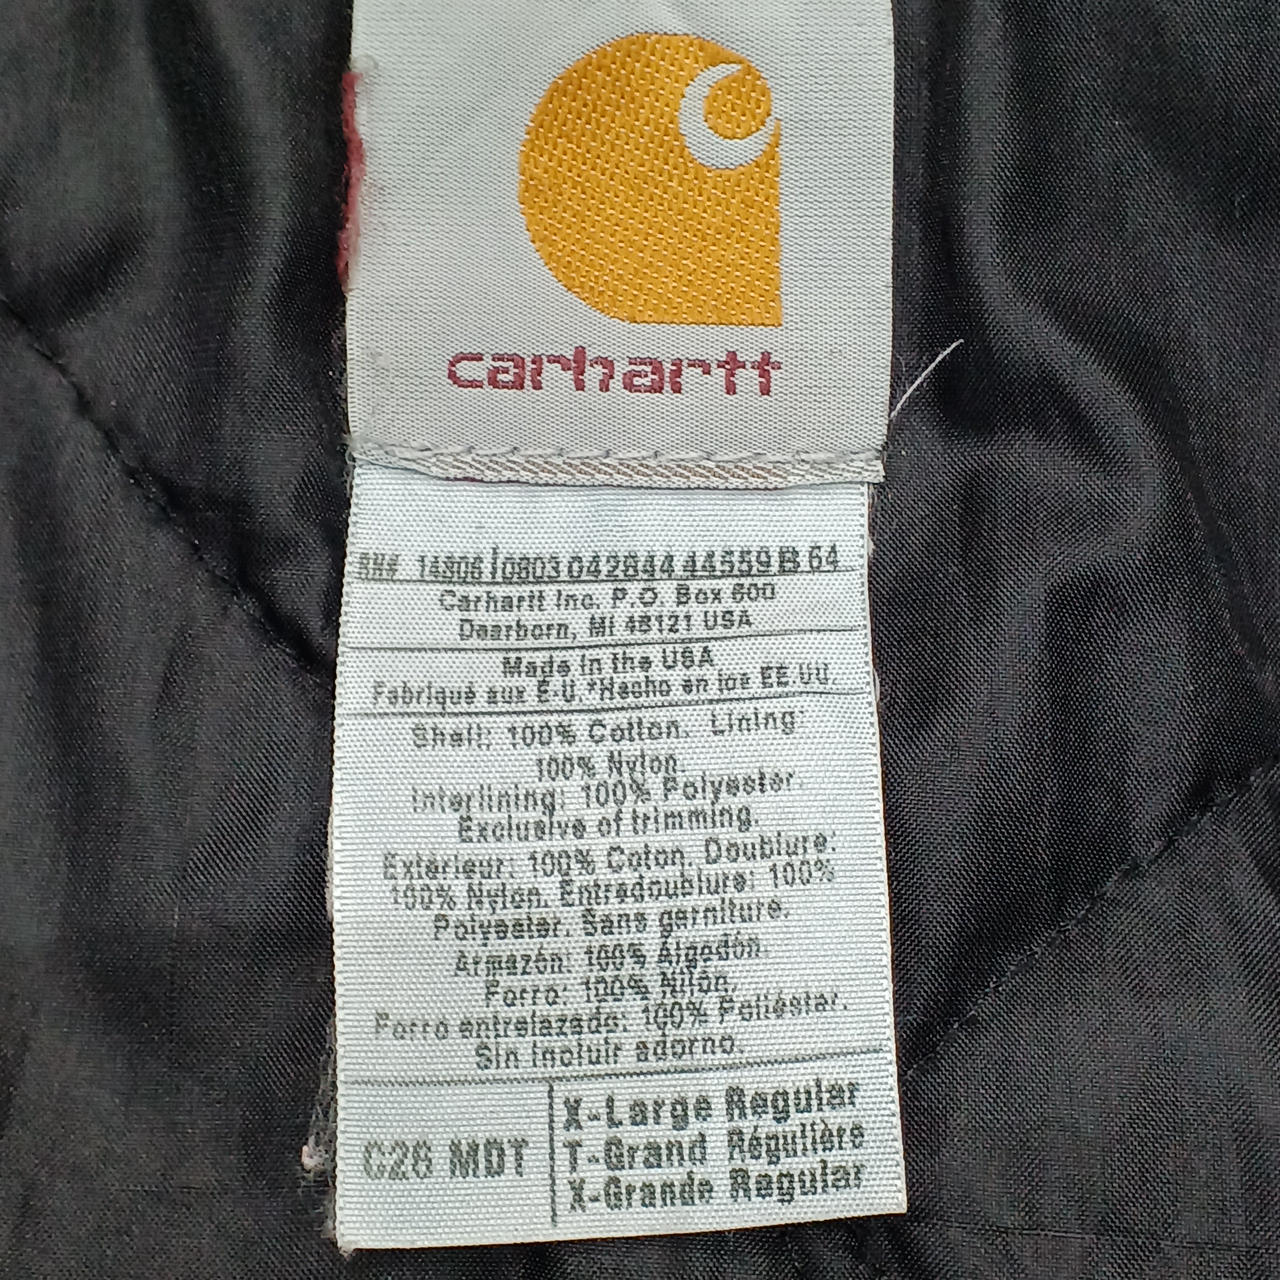 carhartt
RN# 14806 0803 042844 44559 B 64
Carhartt Inc. P.O. Box 600
Dearborn, MI 48121 USA
Made in the USA
Fabriqué aux E-U.*Hecho en los EE.UU.
Shell: 100% Cotton. Lining:
100% Nylon.
Interlining: 100% Polyester.
Exclusive of trimming.
Extérieur: 100% Coton. Doublure:
100% Nylon. Entredoublure: 100%
Polyester. Sans garniture.
Armazón: 100% Algodón.
Forro: 100% Nilón.
Forro entrelazado: 100% Poliéstar.
Sin incluir adorno.
C26 MDT
X-Large Regular
T-Grand Régulière
X-Grande Regular